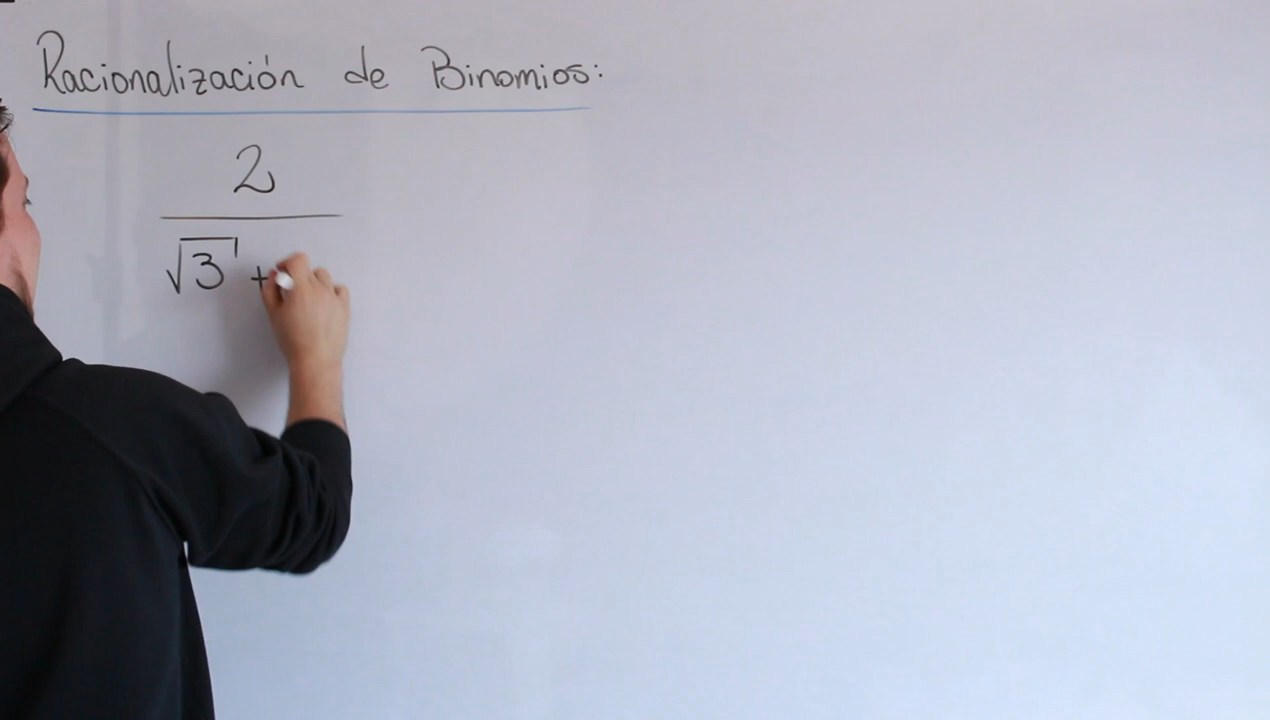 Racionalización de Binomios:
2
√3 +